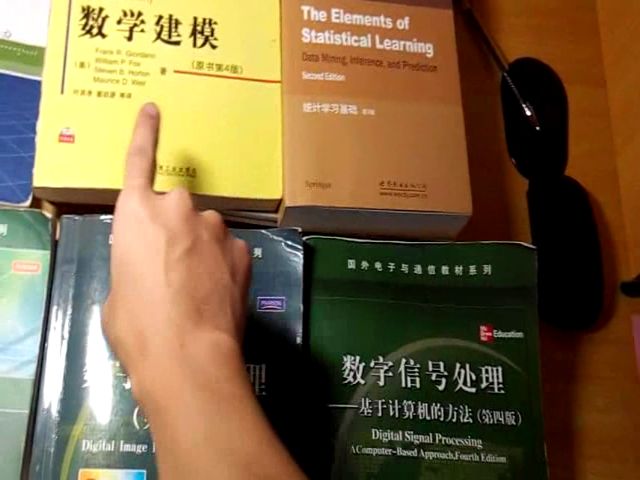 数学建模
Frank R. Giordano
William P. Fox
(美) Steven B. Horton 著
Maurice D. Weir
(原书第4版)
叶其孝 姜启源 等译
The Elements of
Statistical Learning
Data Mining, Inference, and Prediction
Second Edition
统计学习基础 第2版
Springer
世界图书出版公司
www.wpcbj.com.cn
列
列
PEARSON
数
理
Digital Image
国外电子与通信教材系列
Mc Graw Hill Education
数字信号处理
——基于计算机的方法(第四版)
Digital Signal Processing
A Computer-Based Approach, Fourth Edition